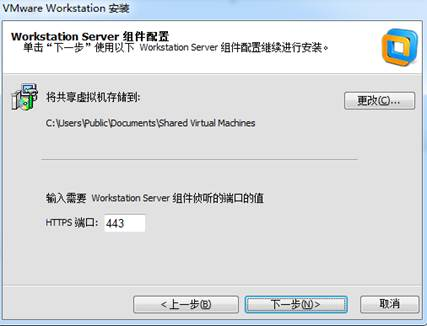 VMware Workstation 安装
Workstation Server 组件配置
单击“下一步”使用以下 Workstation Server 组件配置继续进行安装。
将共享虚拟机存储到:
更改(C)...
C:\Users\Public\Documents\Shared Virtual Machines
输入需要 Workstation Server 组件侦听的端口的值
HTTPS 端口: 443
<上一步(B)
下一步(N)>
取消